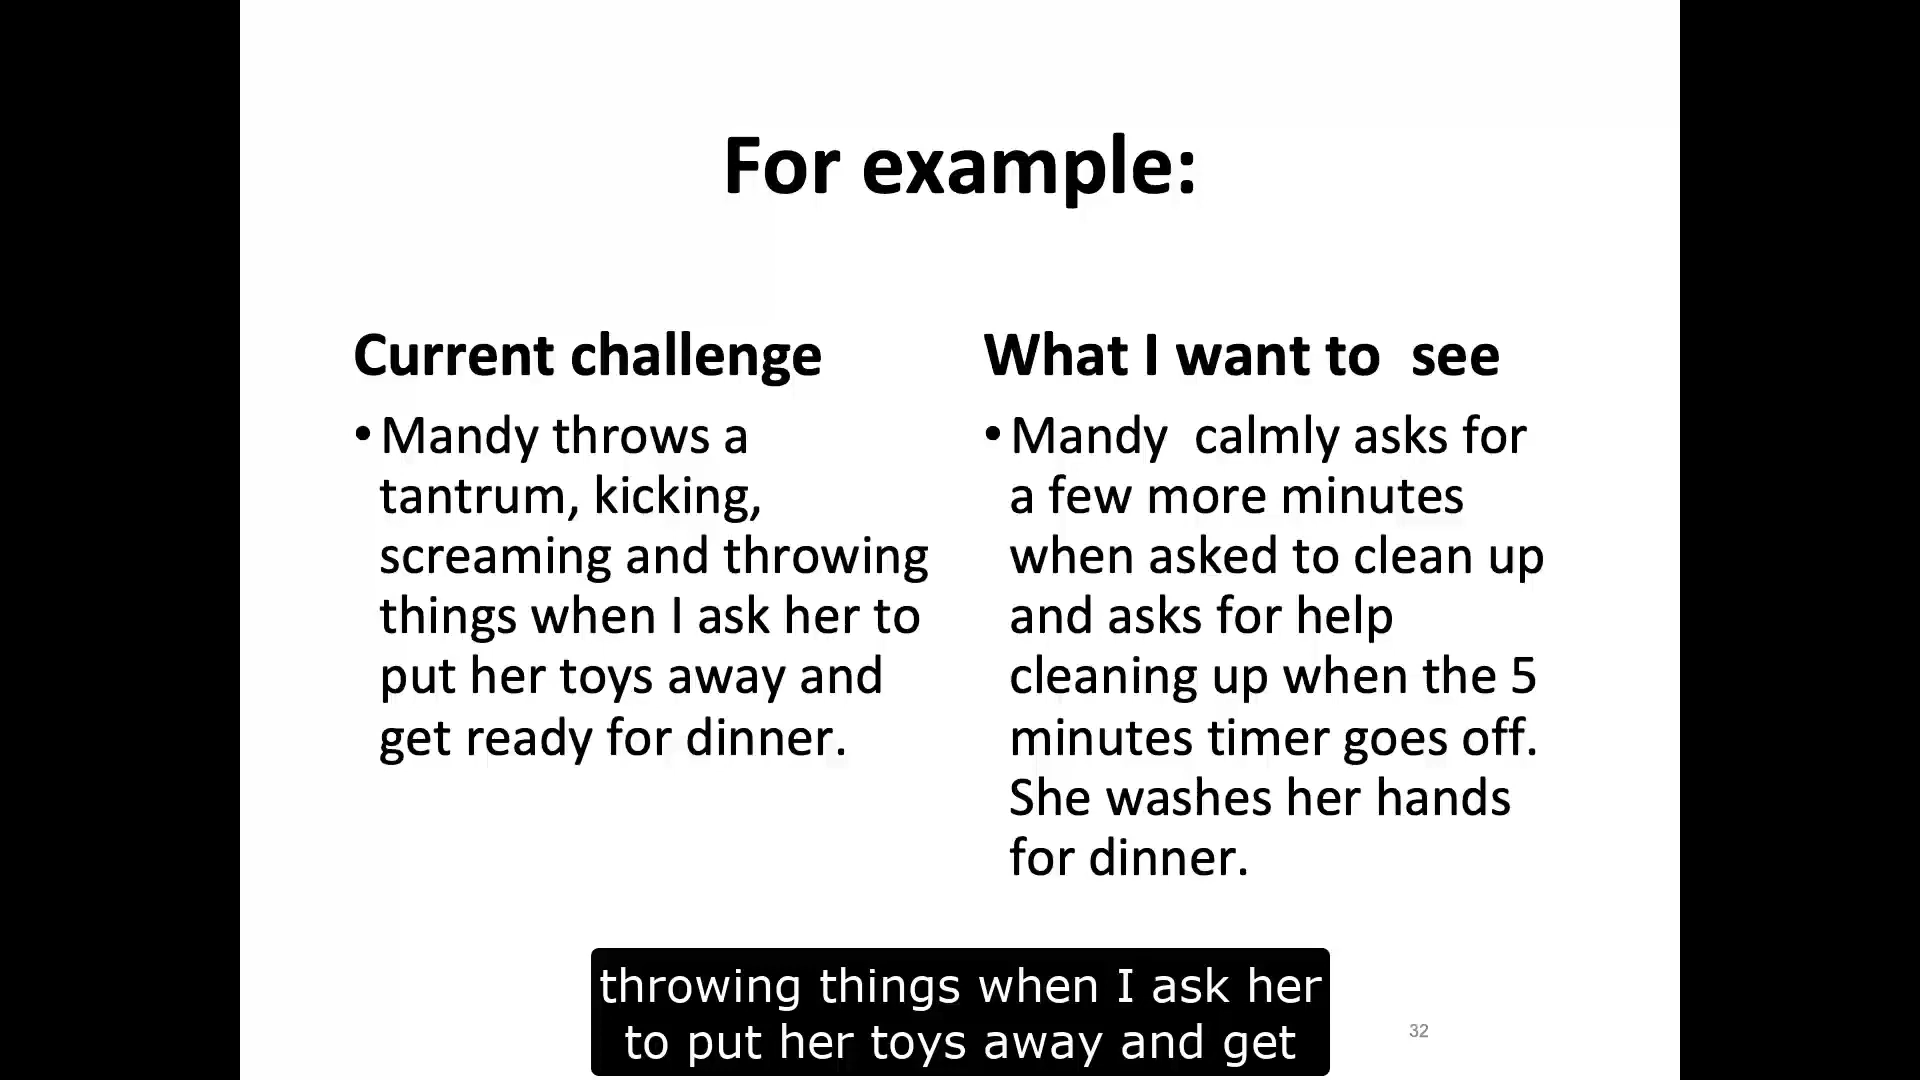 For example:
Current challenge
• Mandy throws a
tantrum, kicking,
screaming and throwing
things when I ask her to
put her toys away and
get ready for dinner.
What I want to  see
• Mandy  calmly asks for
a few more minutes
when asked to clean up
and asks for help
cleaning up when the 5
minutes timer goes off.
She washes her hands
for dinner.
throwing things when I ask her
to put her toys away and get
32